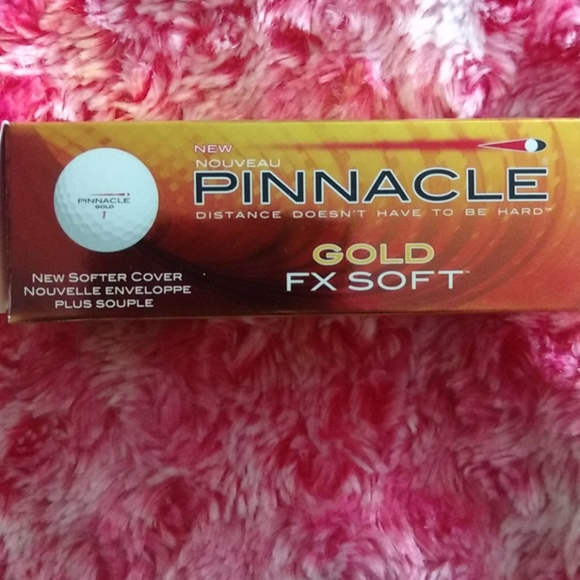 NEW
NOUVEAU
PINNACLE
DISTANCE DOESN'T HAVE TO BE HARD™
GOLD
FX SOFT™
PINNACLE
GOLD
1
NEW SOFTER COVER
NOUVELLE ENVELOPPE
PLUS SOUPLE